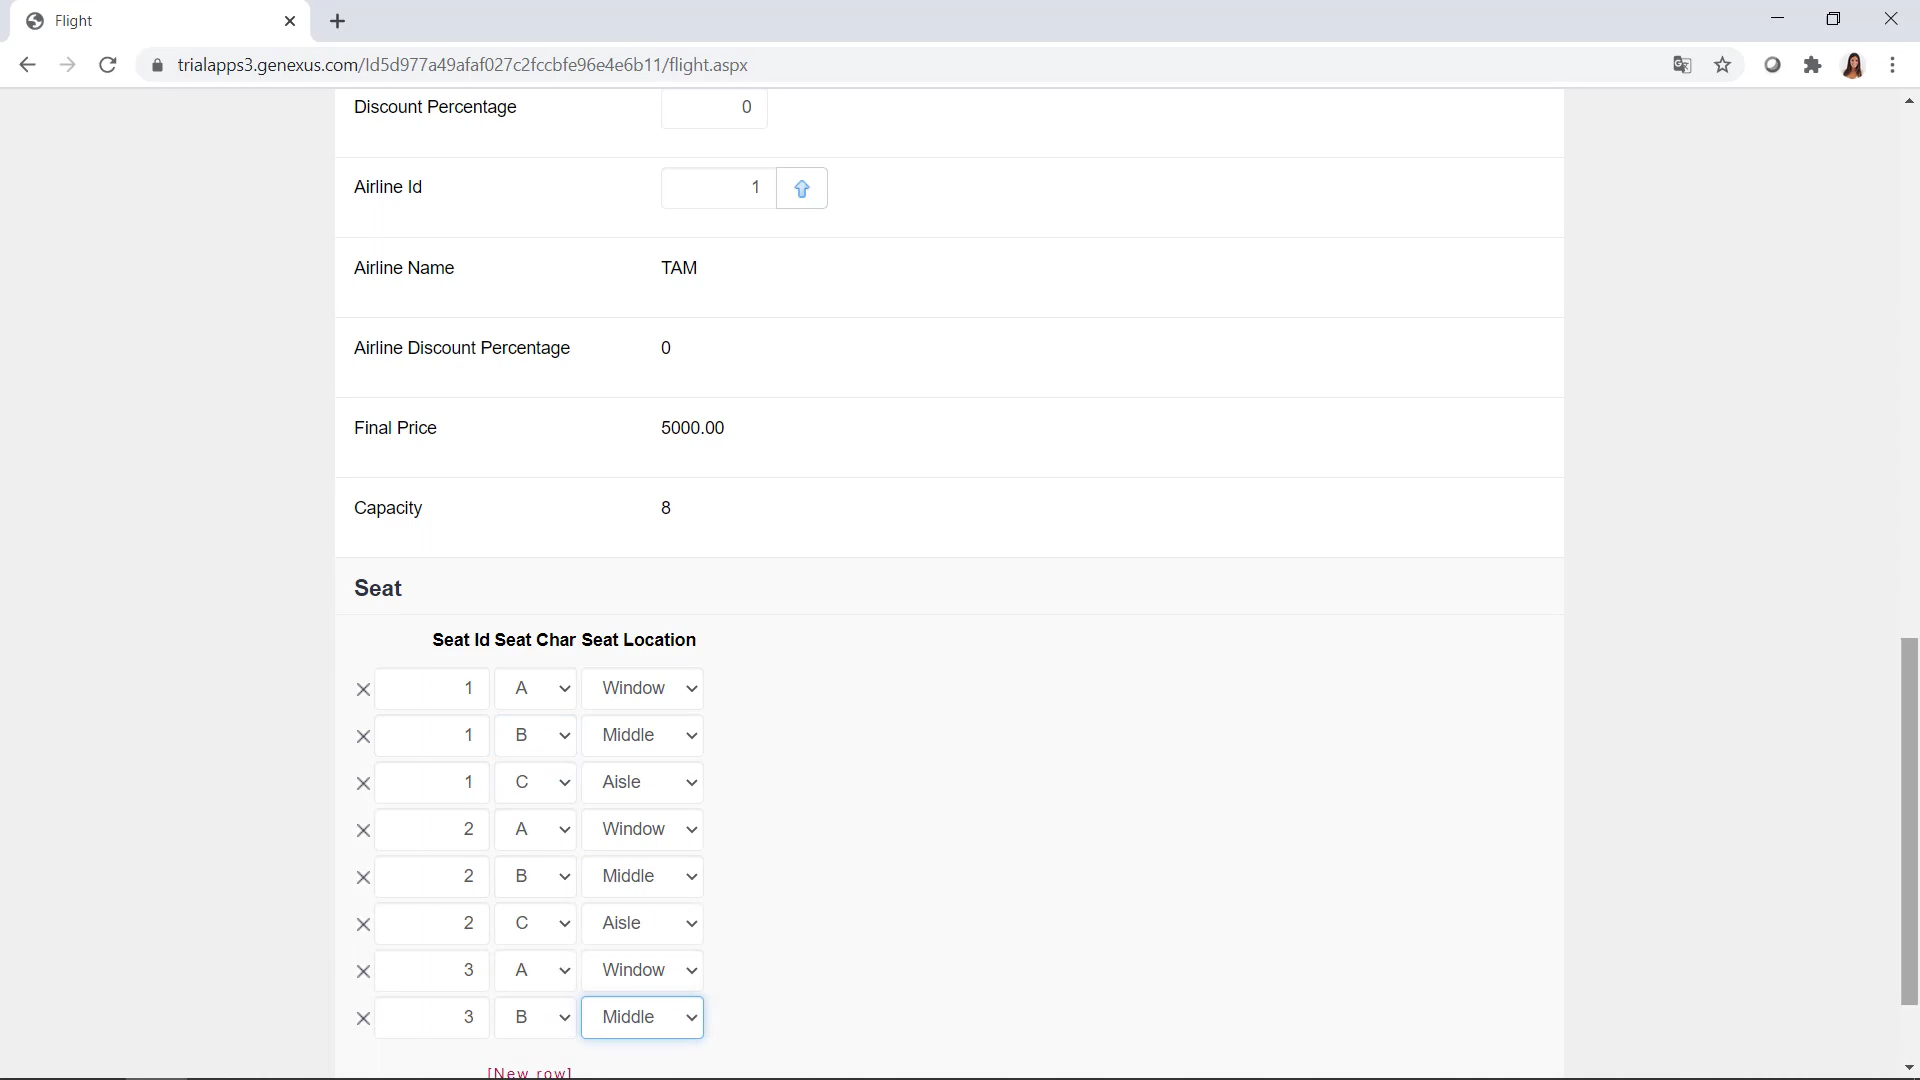 Flight
trialapps3.genexus.com/Id5d977a49afaf027c2fccbfe96e4e6b11/flight.aspx
Discount Percentage 0
Airline Id 1
Airline Name TAM
Airline Discount Percentage 0
Final Price 5000.00
Capacity 8
Seat
Seat Id Seat Char Seat Location
1 A Window
1 B Middle
1 C Aisle
2 A Window
2 B Middle
2 C Aisle
3 A Window
3 B Middle
[New row]